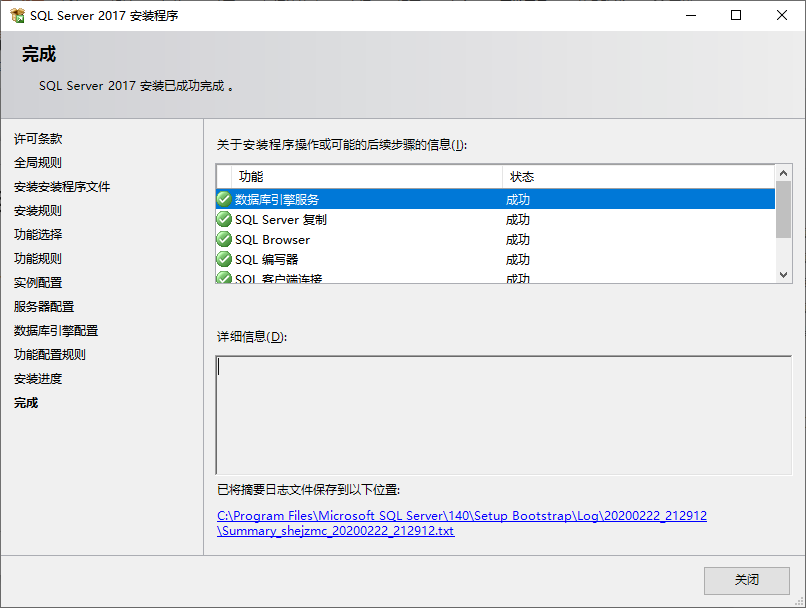 SQL Server 2017 安装程序
完成
SQL Server 2017 安装已成功完成 。
许可条款
全局规则
安装安装程序文件
安装规则
功能选择
功能规则
实例配置
服务器配置
数据库引擎配置
功能配置规则
安装进度
完成
关于安装程序操作或可能的后续步骤的信息(I):
功能 状态
数据库引擎服务 成功
SQL Server 复制 成功
SQL Browser 成功
SQL 编写器 成功
SQL 客户端连接 成功
详细信息(D):
已将摘要日志文件保存到以下位置:
C:\Program Files\Microsoft SQL Server\140\Setup Bootstrap\Log\20200222_212912
\Summary_shejzmc_20200222_212912.txt
关闭